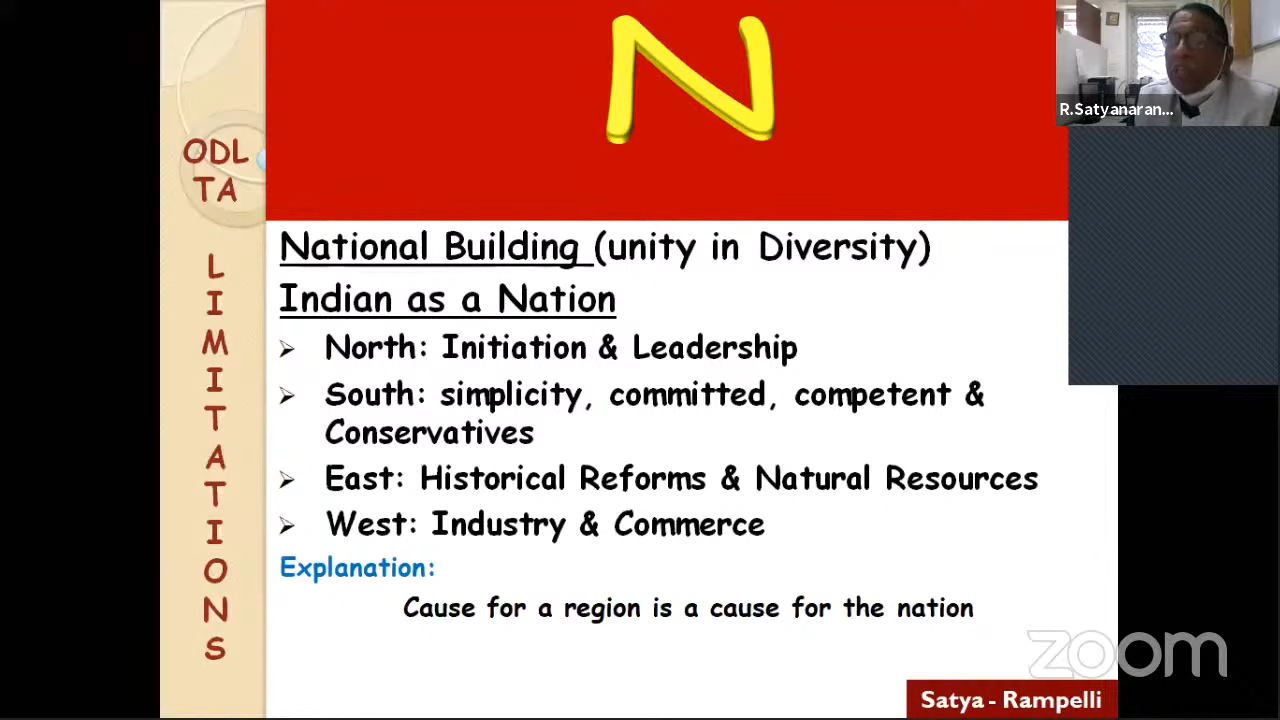 N
R.Satyanaran...
ODL
TA
L
I
M
I
T
A
T
I
O
N
S
National Building (unity in Diversity)
Indian as a Nation
North: Initiation & Leadership
South: simplicity, committed, competent &
Conservatives
East: Historical Reforms & Natural Resources
West: Industry & Commerce
Explanation:
Cause for a region is a cause for the nation
zoom
Satya - Rampelli